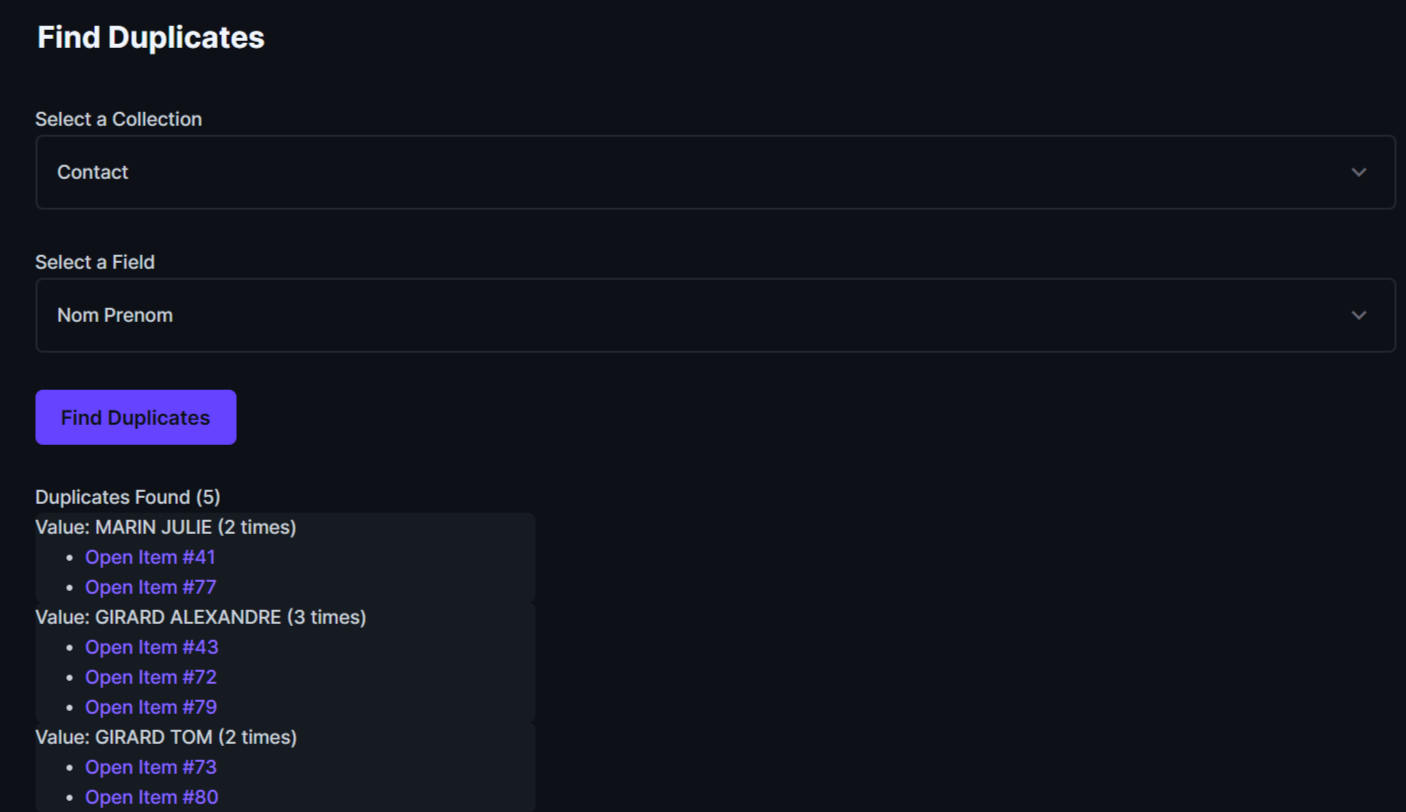 Find Duplicates
Select a Collection
Contact
Select a Field
Nom Prenom
Find Duplicates
Duplicates Found (5)
Value: MARIN JULIE (2 times)
• Open Item #41
• Open Item #77
Value: GIRARD ALEXANDRE (3 times)
• Open Item #43
• Open Item #72
• Open Item #79
Value: GIRARD TOM (2 times)
• Open Item #73
• Open Item #80